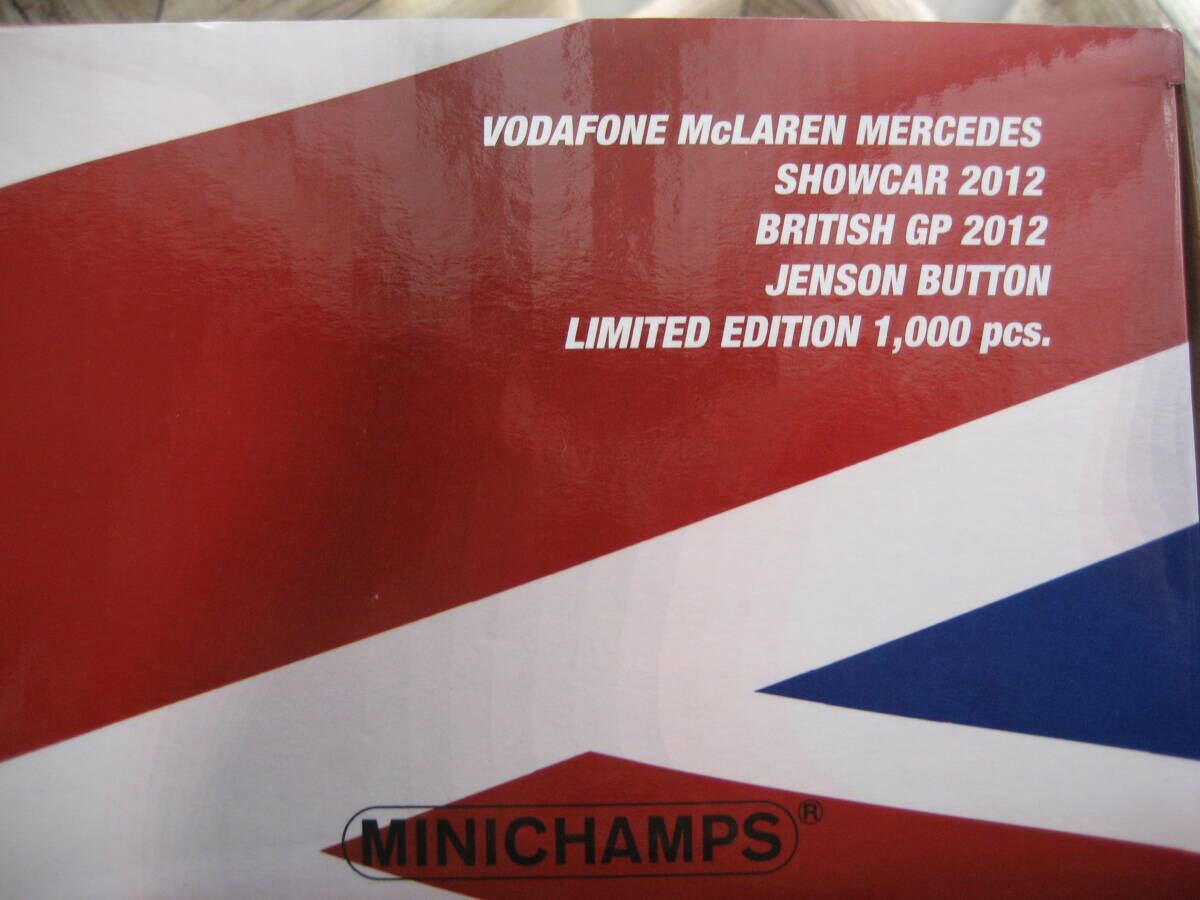 VODAFONE McLAREN MERCEDES
SHOWCAR 2012
BRITISH GP 2012
JENSON BUTTON
LIMITED EDITION 1,000 pcs.
MINICHAMPS®